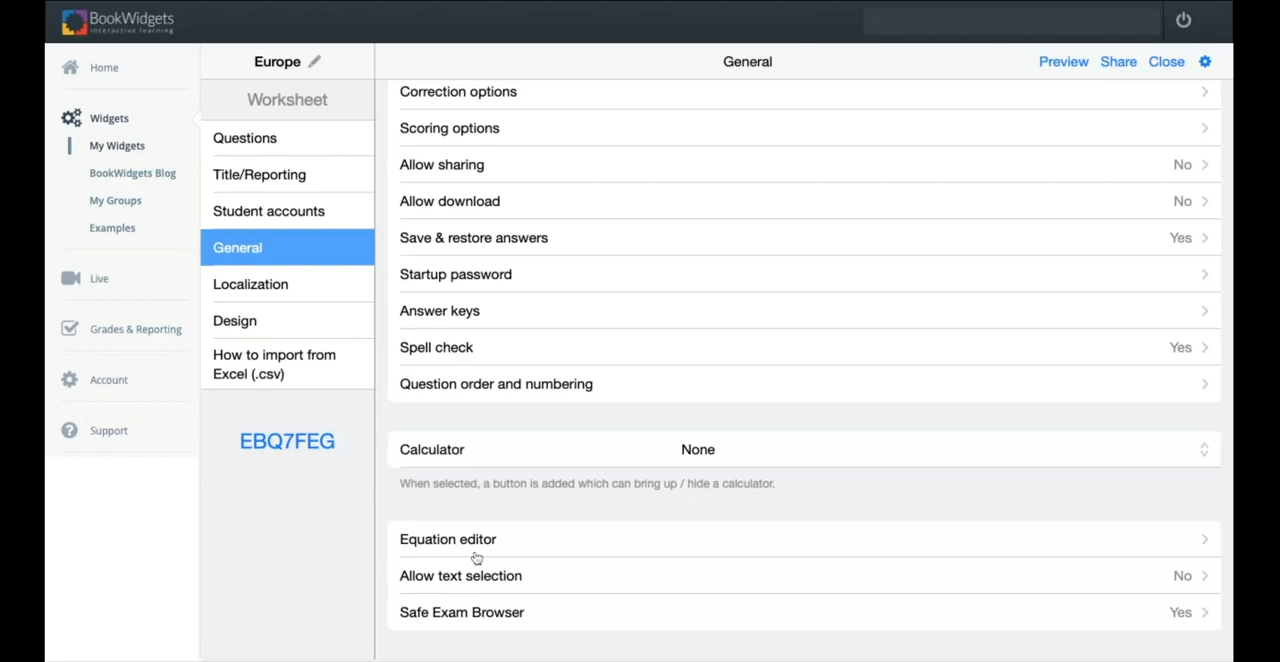 BookWidgets
interactive learning
Home
Widgets
My Widgets
BookWidgets Blog
My Groups
Examples
Live
Grades & Reporting
Account
Support
Europe
Worksheet
Questions
Title/Reporting
Student accounts
General
Localization
Design
How to import from
Excel (.csv)
EBQ7FEG
General
Preview Share Close
Correction options
Scoring options
Allow sharing No
Allow download No
Save & restore answers Yes
Startup password
Answer keys
Spell check Yes
Question order and numbering
Calculator None
When selected, a button is added which can bring up / hide a calculator.
Equation editor
Allow text selection No
Safe Exam Browser Yes